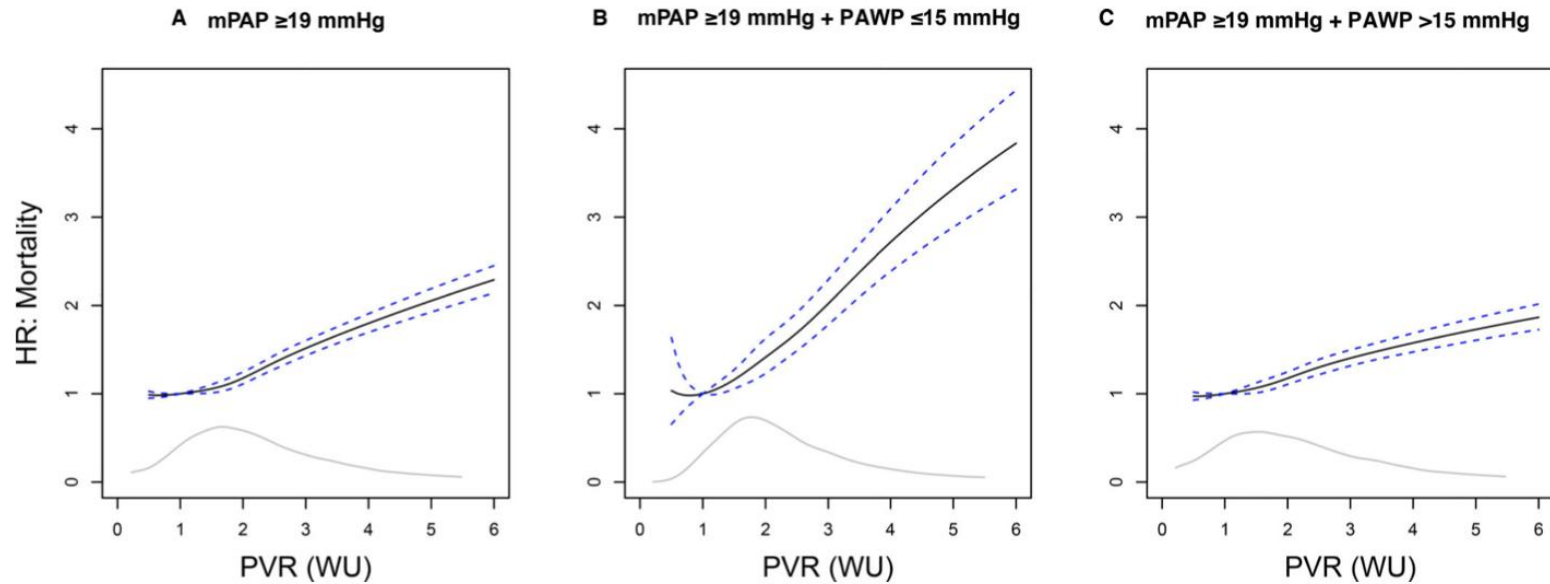 A mPAP ≥19 mmHg
B mPAP ≥19 mmHg + PAWP ≤15 mmHg
C mPAP ≥19 mmHg + PAWP >15 mmHg
HR: Mortality
4
3
2
1
0
0 1 2 3 4 5 6
PVR (WU)
4
3
2
1
0
0 1 2 3 4 5 6
PVR (WU)
4
3
2
1
0
0 1 2 3 4 5 6
PVR (WU)